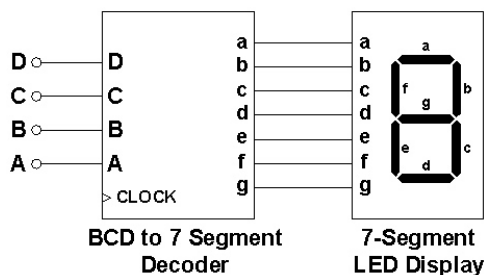 D D a a
C C b b
B B c c
A A d d
e e
f f
g g
> CLOCK
a
f b
g
e c
d
BCD to 7 Segment
Decoder
7-Segment
LED Display